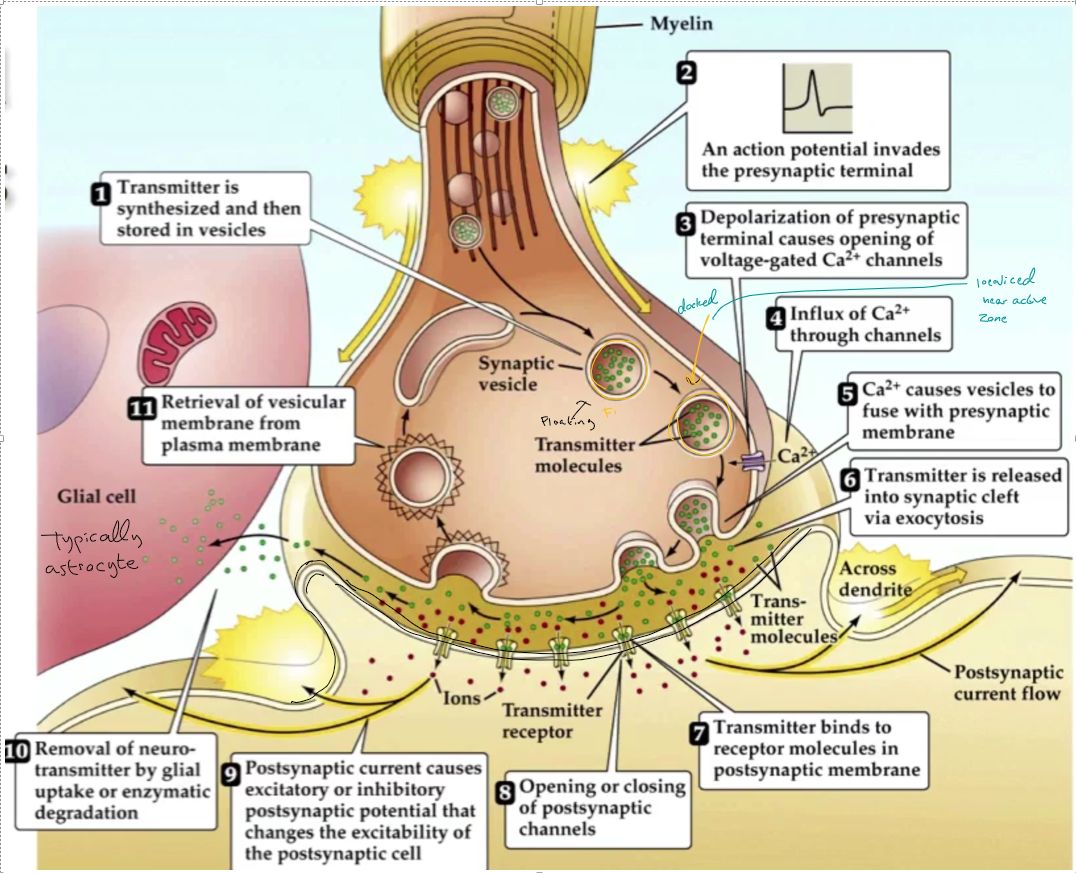 Myelin
2
An action potential invades
the presynaptic terminal
1 Transmitter is
synthesized and then
stored in vesicles
3 Depolarization of presynaptic
terminal causes opening of
voltage-gated Ca²⁺ channels
docked
localized
near active
zone
4 Influx of Ca²⁺
through channels
Synaptic
vesicle
Floating
Transmitter
molecules
5 Ca²⁺ causes vesicles to
fuse with presynaptic
membrane
11 Retrieval of vesicular
membrane from
plasma membrane
Ca²⁺
6 Transmitter is released
into synaptic cleft
via exocytosis
Glial cell
Typically
astrocyte
Across
dendrite
Trans-
mitter
molecules
Postsynaptic
current flow
Ions
Transmitter
receptor
7 Transmitter binds to
receptor molecules in
postsynaptic membrane
10 Removal of neuro-
transmitter by glial
uptake or enzymatic
degradation
9 Postsynaptic current causes
excitatory or inhibitory
postsynaptic potential that
changes the excitability of
the postsynaptic cell
8 Opening or closing
of postsynaptic
channels